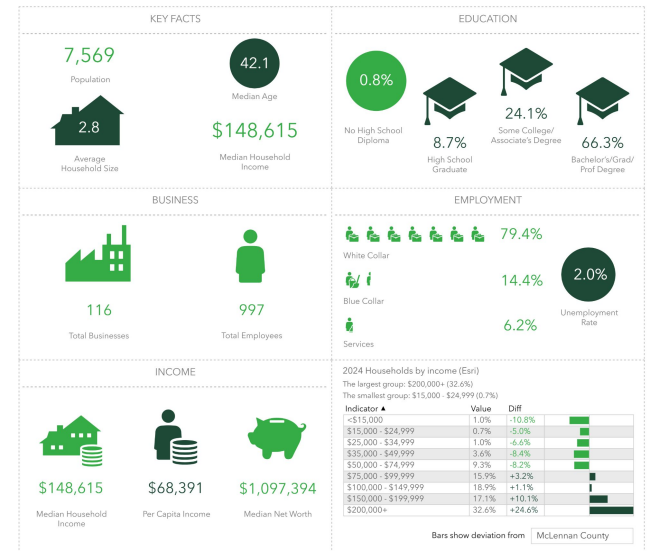 KEY FACTS
7,569
Population
42.1
Median Age
2.8
Average
Household Size
$148,615
Median Household
Income
EDUCATION
0.8%
No High School
Diploma
8.7%
High School
Graduate
24.1%
Some College/
Associate's Degree
66.3%
Bachelor's/Grad/
Prof Degree
BUSINESS
116
Total Businesses
997
Total Employees
EMPLOYMENT
79.4%
White Collar
14.4%
Blue Collar
6.2%
Services
2.0%
Unemployment
Rate
INCOME
$148,615
Median Household
Income
$68,391
Per Capita Income
$1,097,394
Median Net Worth
2024 Households by income (Esri)
The largest group: $200,000+ (32.6%)
The smallest group: $15,000 - $24,999 (0.7%)
Indicator ▲ Value Diff
<$15,000 1.0% -10.8%
$15,000 - $24,999 0.7% -5.0%
$25,000 - $34,999 1.0% -6.6%
$35,000 - $49,999 3.6% -8.4%
$50,000 - $74,999 9.3% -8.2%
$75,000 - $99,999 15.9% +3.2%
$100,000 - $149,999 18.9% +1.1%
$150,000 - $199,999 17.1% +10.1%
$200,000+ 32.6% +24.6%
Bars show deviation from McLennan County